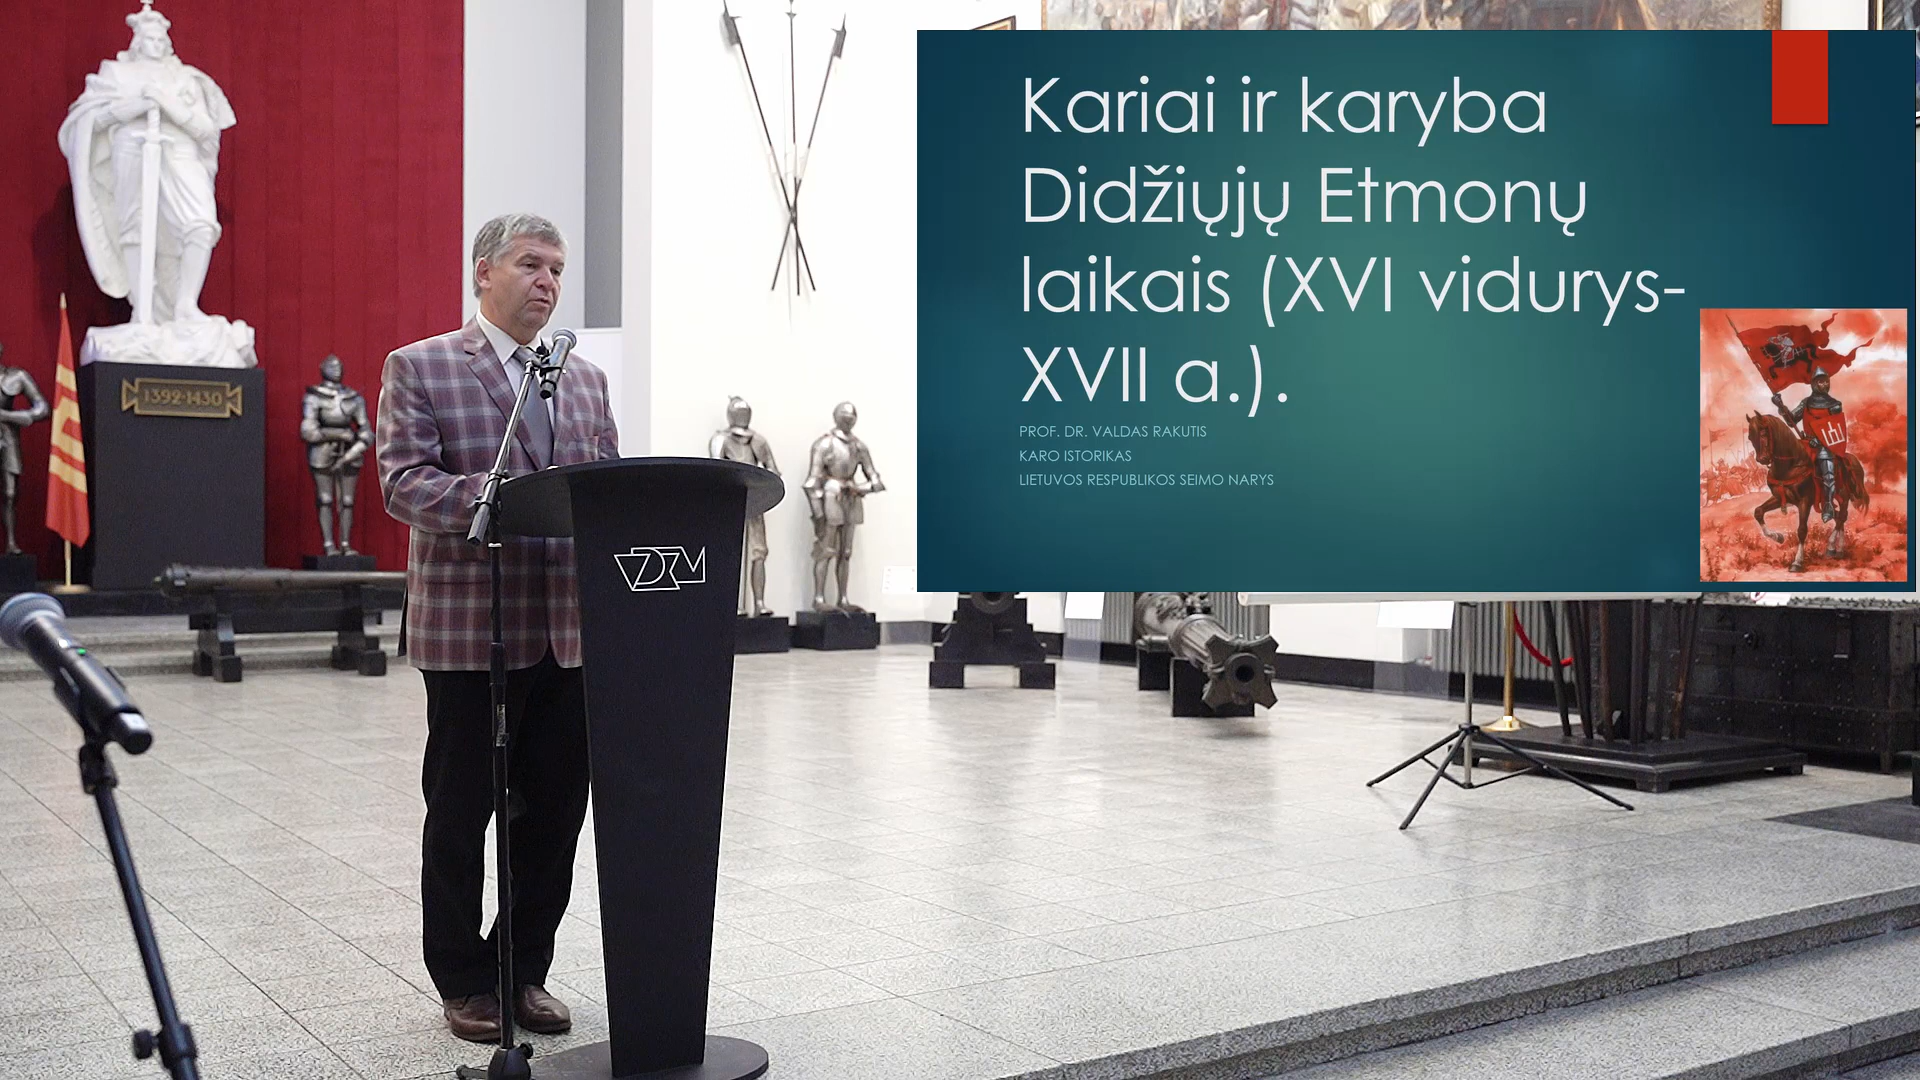 1392-1430
VDKM
Kariai ir karyba
Didžiųjų Etmonų
laikais (XVI vidurys-
XVII a.).
PROF. DR. VALDAS RAKUTIS
KARO ISTORIKAS
LIETUVOS RESPUBLIKOS SEIMO NARYS